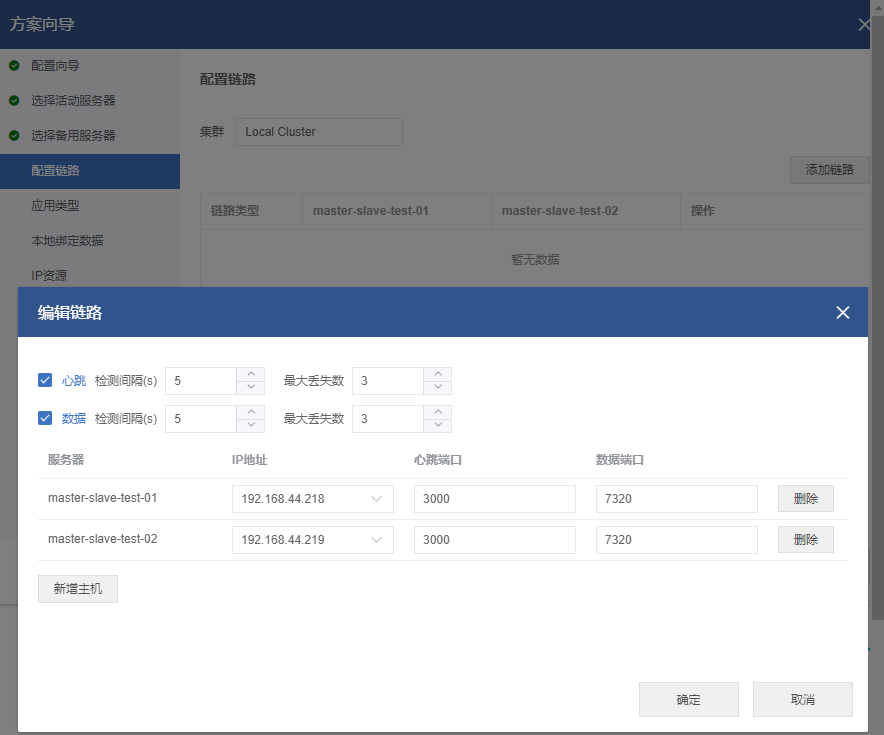 方案向导
配置向导
选择活动服务器
选择备用服务器
配置链路
应用类型
本地绑定数据
IP资源
配置链路
集群 Local Cluster
添加链路
链路类型 master-slave-test-01 master-slave-test-02 操作
暂无数据
编辑链路
心跳 检测间隔(s) 5 最大丢失数 3
数据 检测间隔(s) 5 最大丢失数 3
服务器 IP地址 心跳端口 数据端口
master-slave-test-01 192.168.44.218 3000 7320 删除
master-slave-test-02 192.168.44.219 3000 7320 删除
新增主机
确定 取消